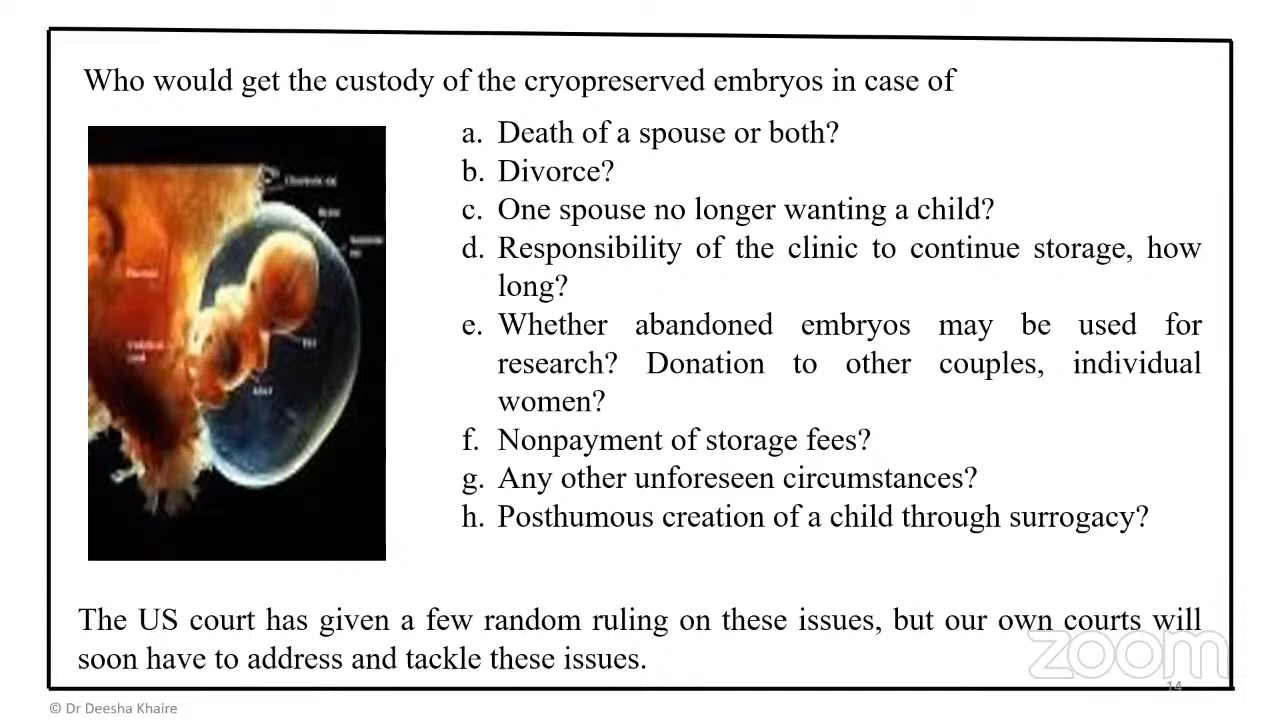 Who would get the custody of the cryopreserved embryos in case of
a. Death of a spouse or both?
b. Divorce?
c. One spouse no longer wanting a child?
d. Responsibility of the clinic to continue storage, how
long?
e. Whether abandoned embryos may be used for
research? Donation to other couples, individual
women?
f. Nonpayment of storage fees?
g. Any other unforeseen circumstances?
h. Posthumous creation of a child through surrogacy?
The US court has given a few random ruling on these issues, but our own courts will
soon have to address and tackle these issues.
zoom
14
© Dr Deesha Khaire